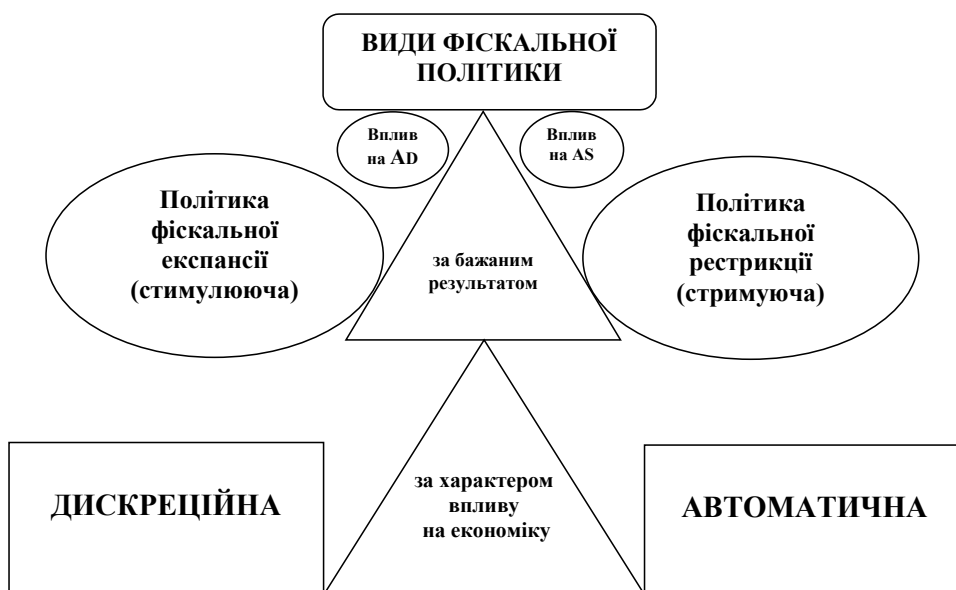 ВИДИ ФІСКАЛЬНОЇ
ПОЛІТИКИ
Вплив
на AD
Вплив
на AS
Політика
фіскальної
експансії
(стимулююча)
за бажаним
результатом
Політика
фіскальної
рестрикції
(стримуюча)
ДИСКРЕЦІЙНА
за характером
впливу
на економіку
АВТОМАТИЧНА